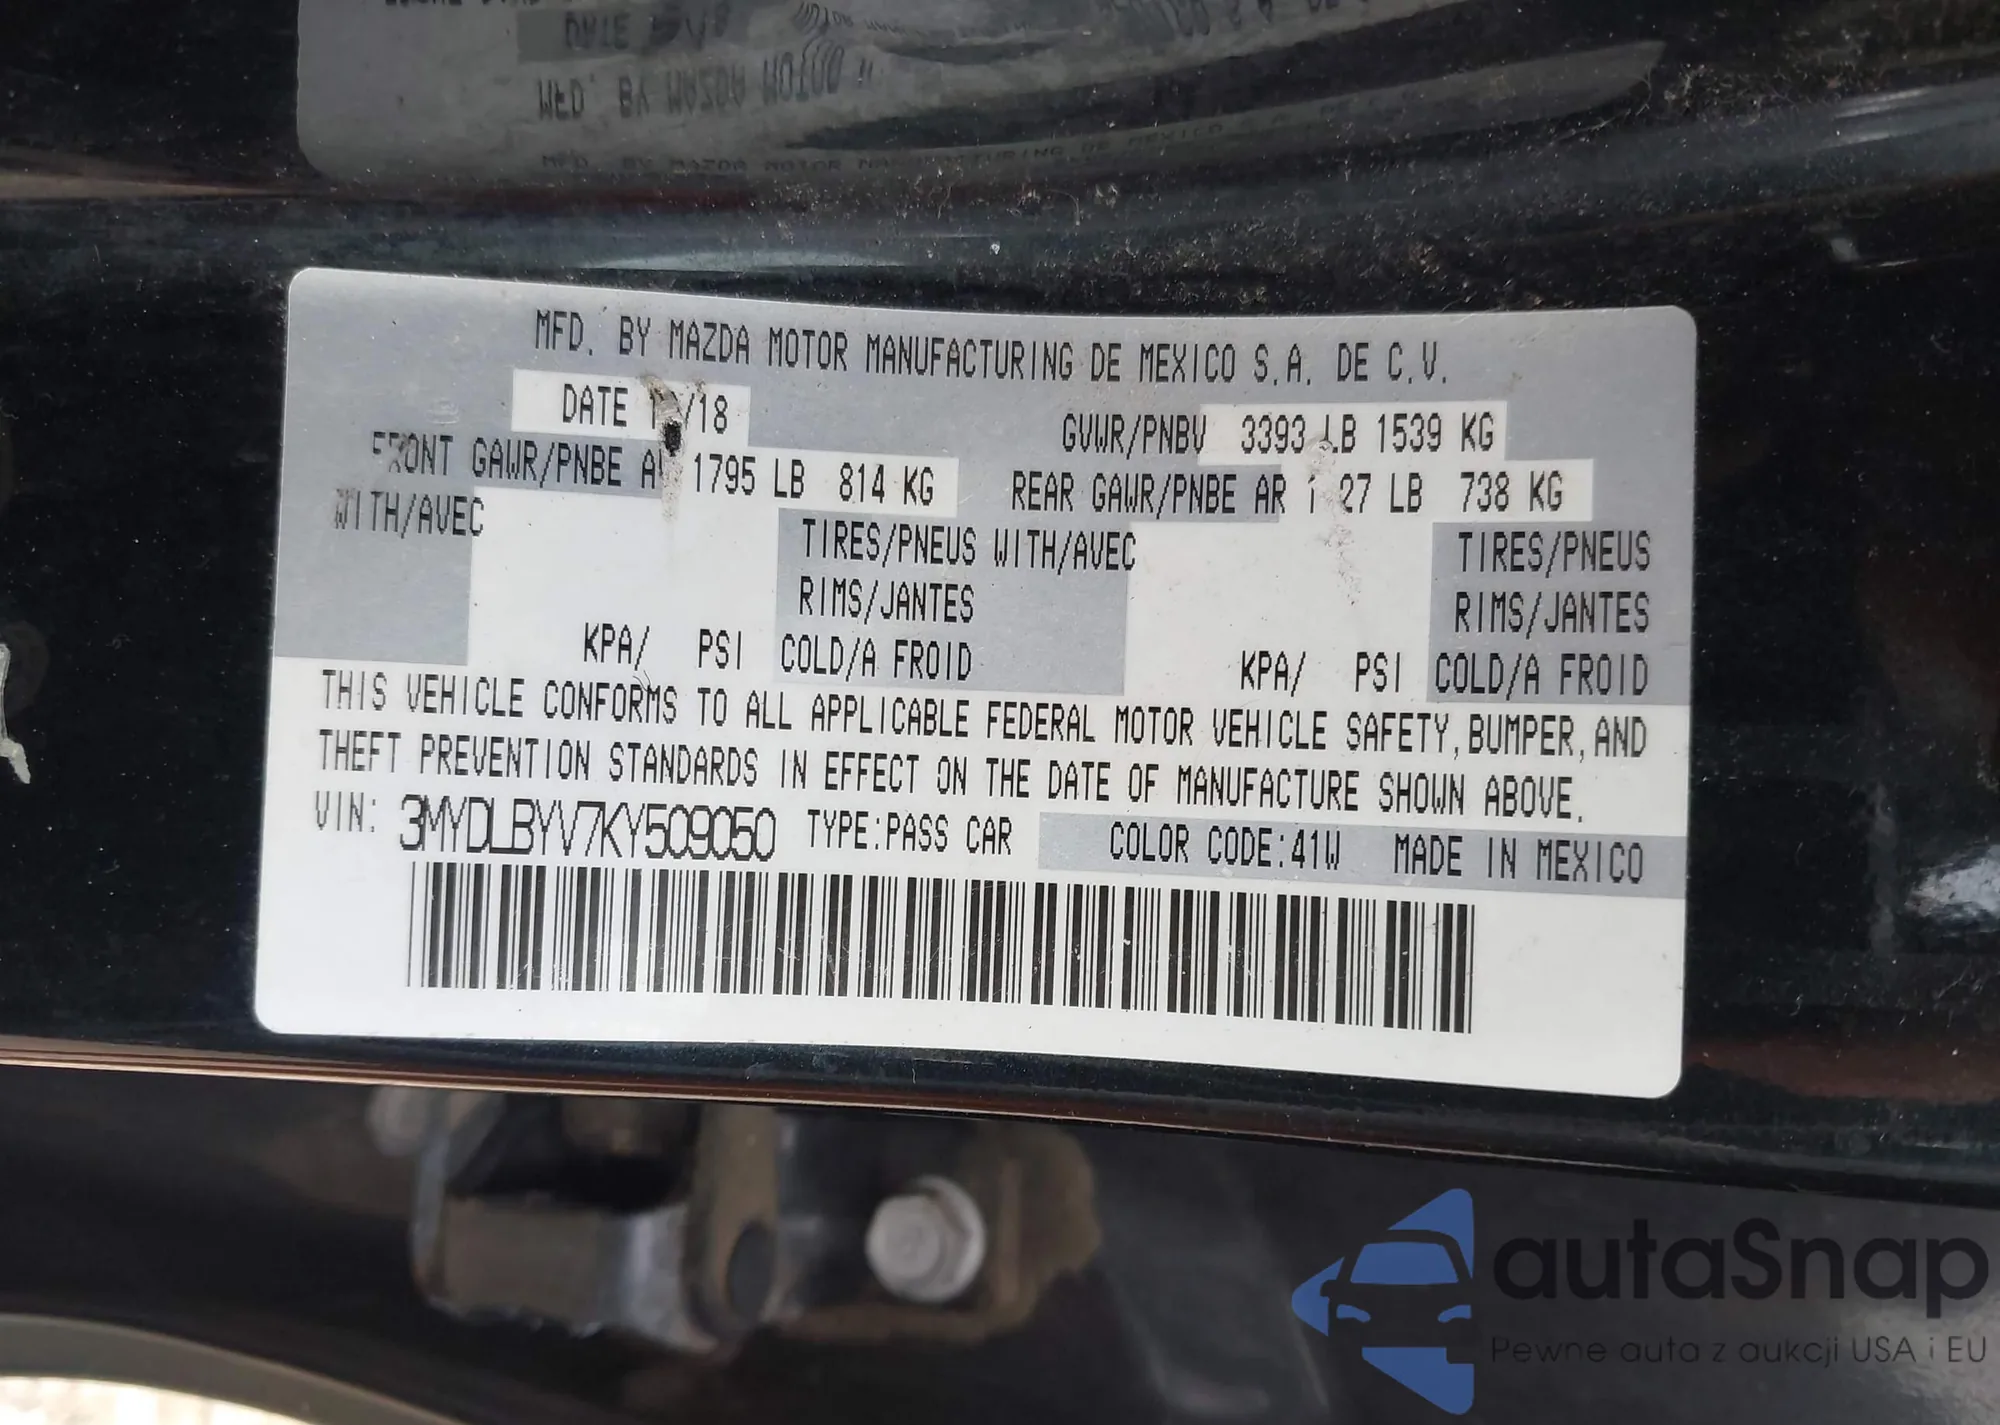 MFD. BY MAZDA MOTOR MANUFACTURING DE MEXICO S.A. DE C.V.
DATE /18
GVWR/PNBV 3393 LB 1539 KG
FRONT GAWR/PNBE AV 1795 LB 814 KG
REAR GAWR/PNBE AR LB 738 KG
WITH/AVEC
TIRES/PNEUS WITH/AVEC
TIRES/PNEUS
RIMS/JANTES
RIMS/JANTES
KPA/ PSI COLD/A FROID
KPA/ PSI COLD/A FROID
THIS VEHICLE CONFORMS TO ALL APPLICABLE FEDERAL MOTOR VEHICLE SAFETY, BUMPER, AND
THEFT PREVENTION STANDARDS IN EFFECT ON THE DATE OF MANUFACTURE SHOWN ABOVE.
VIN: 3MYDLBYV7KY509050 TYPE:PASS CAR COLOR CODE:41W MADE IN MEXICO
autaSnap
Pewne auta z aukcji USA i EU